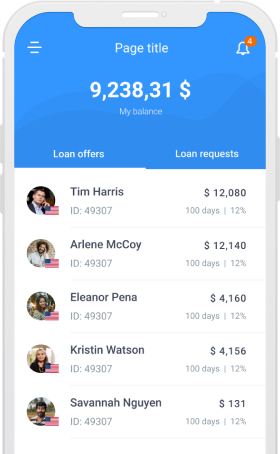 Page title
4
9,238,31 $
My balance
Loan offers
Loan requests
Tim Harris
$ 12,080
ID: 49307
100 days | 12%
Arlene McCoy
$ 12,140
ID: 49307
100 days | 12%
Eleanor Pena
$ 4,160
ID: 49307
100 days | 12%
Kristin Watson
$ 4,156
ID: 49307
100 days | 12%
Savannah Nguyen
$ 131
ID: 49307
100 days | 12%